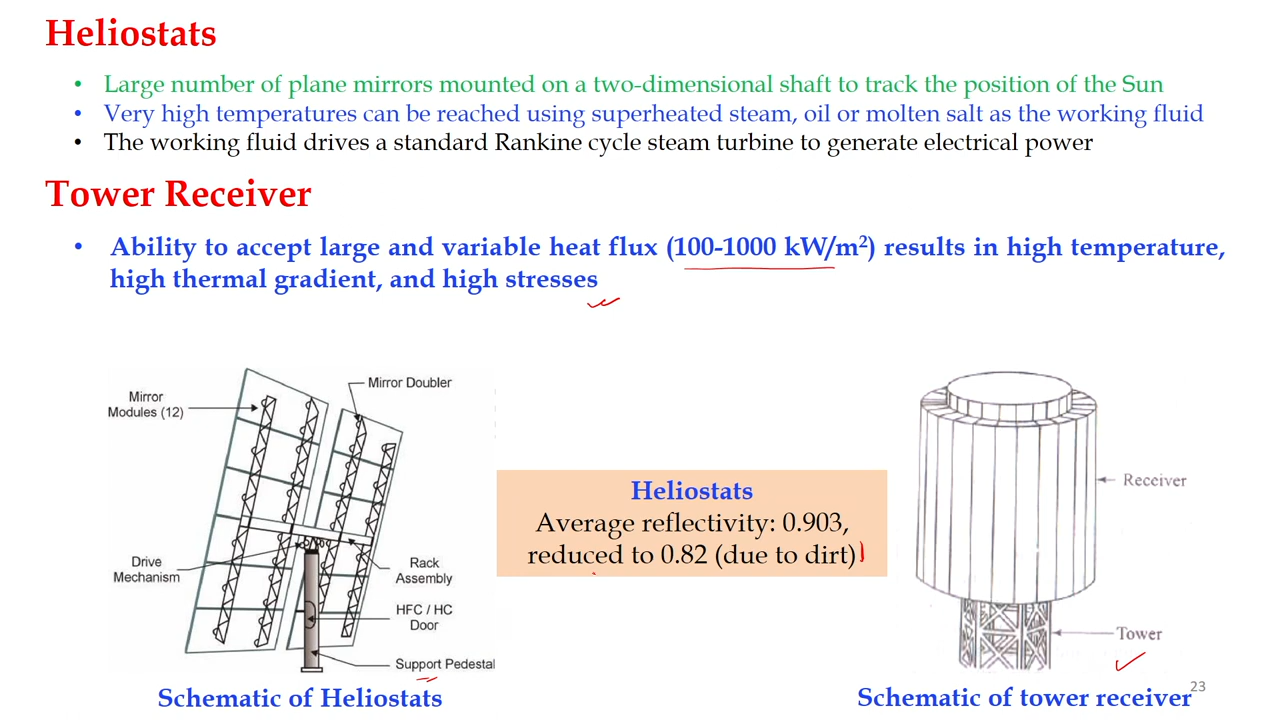 Heliostats
• Large number of plane mirrors mounted on a two-dimensional shaft to track the position of the Sun
• Very high temperatures can be reached using superheated steam, oil or molten salt as the working fluid
• The working fluid drives a standard Rankine cycle steam turbine to generate electrical power
Tower Receiver
• Ability to accept large and variable heat flux (100-1000 kW/m²) results in high temperature,
high thermal gradient, and high stresses
Mirror
Modules (12)
Mirror Doubler
Drive
Mechanism
Rack
Assembly
HFC / HC
Door
Support Pedestal
Schematic of Heliostats
Heliostats
Average reflectivity: 0.903,
reduced to 0.82 (due to dirt)
Receiver
Tower
Schematic of tower receiver
23